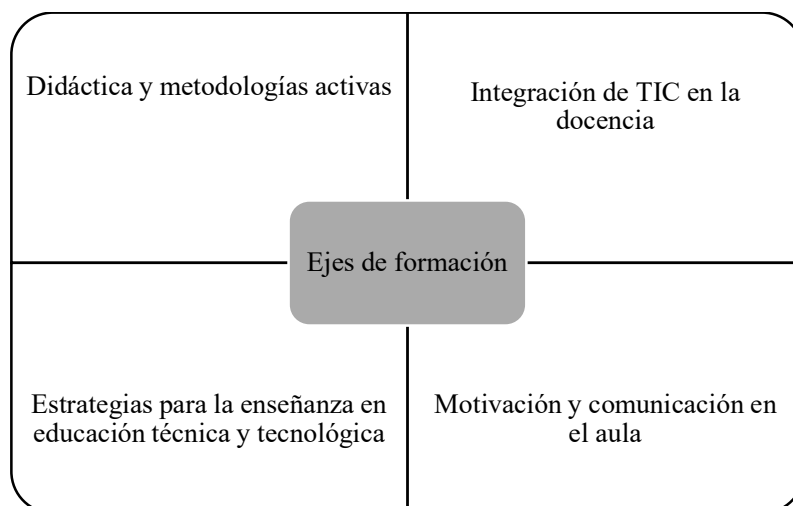 Didáctica y metodologías activas
Integración de TIC en la
docencia
Ejes de formación
Estrategias para la enseñanza en
educación técnica y tecnológica
Motivación y comunicación en
el aula